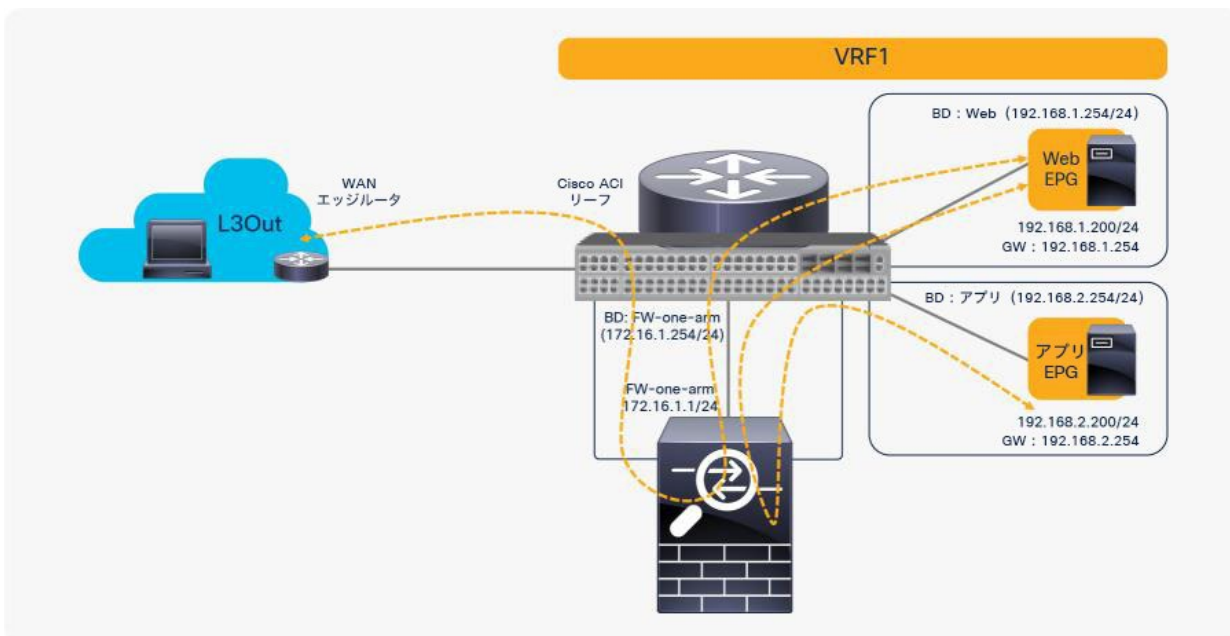 VRF1
BD：Web（192.168.1.254/24）
Web
EPG
192.168.1.200/24
GW：192.168.1.254
WAN
エッジルータ
Cisco ACI
リーフ
L3Out
BD：アプリ（192.168.2.254/24）
アプリ
EPG
192.168.2.200/24
GW：192.168.2.254
BD: FW-one-arm
(172.16.1.254/24)
FW-one-arm
172.16.1.1/24